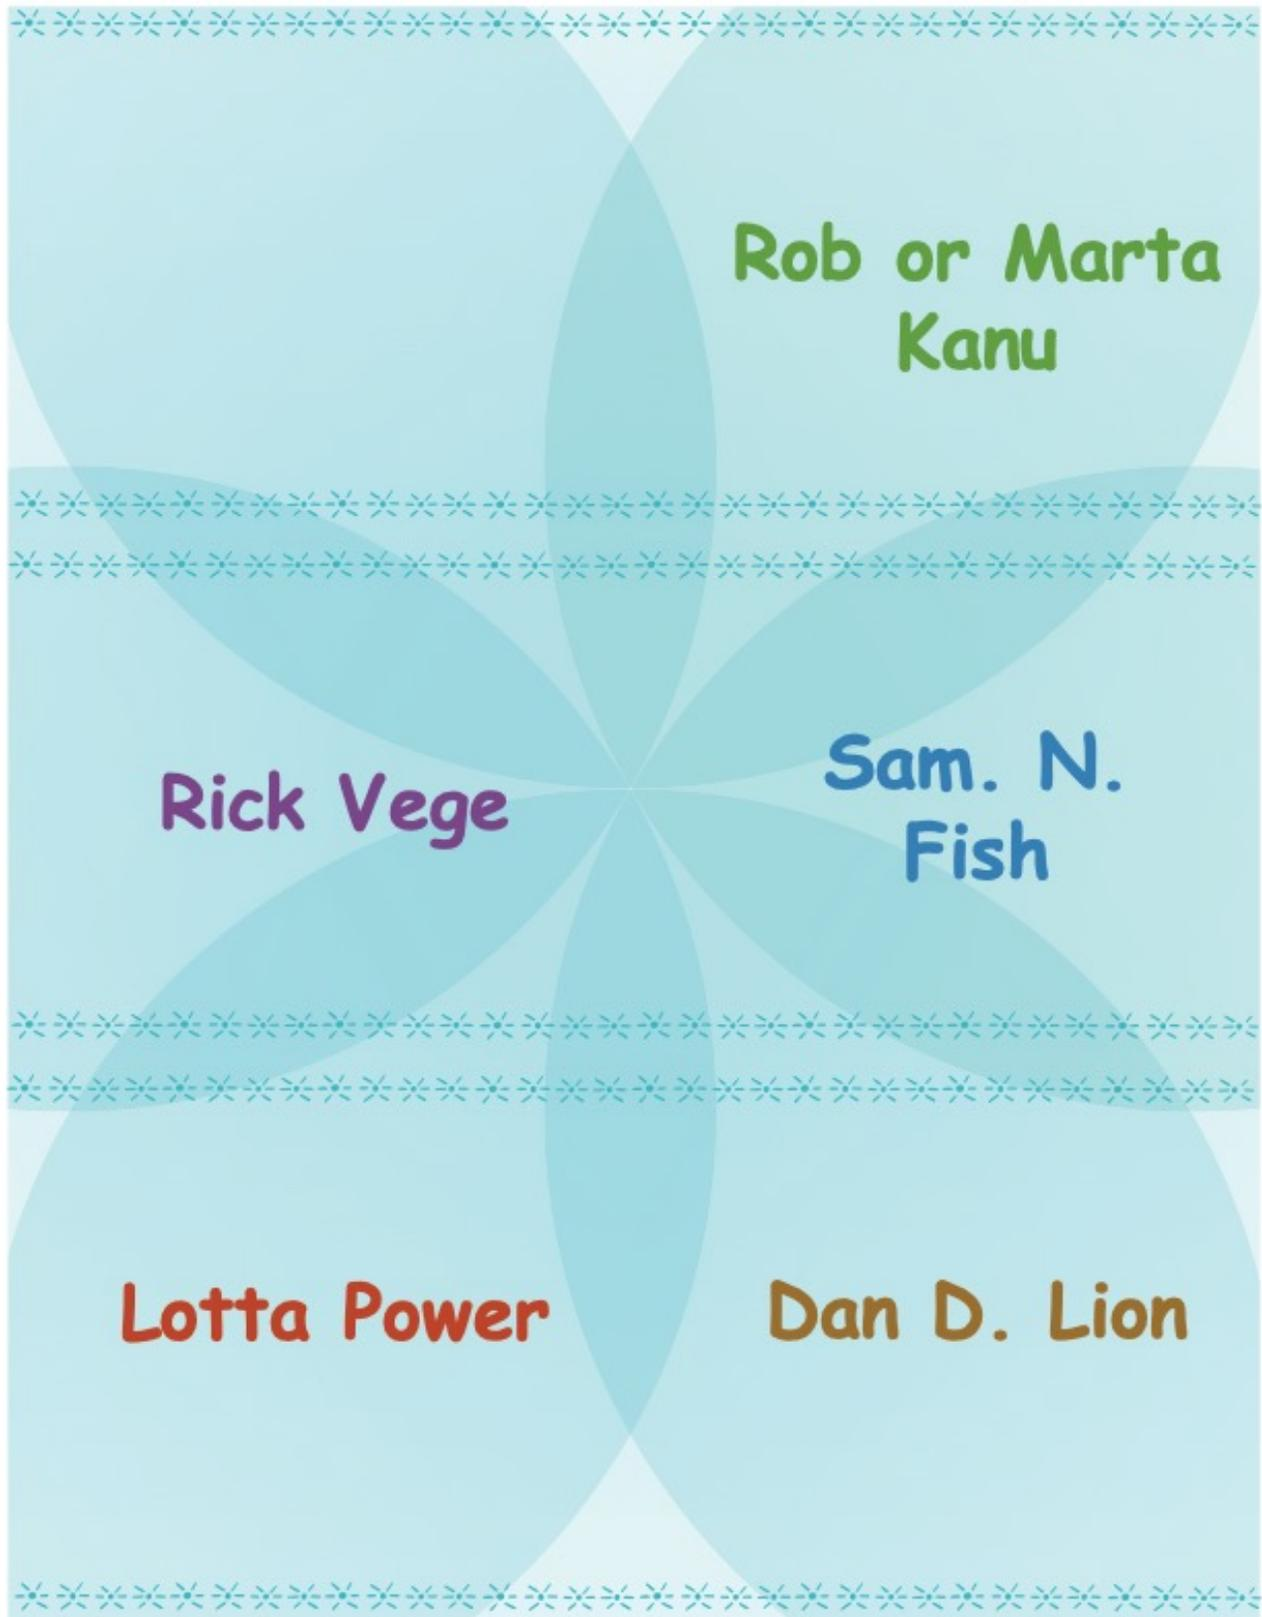 Rob or Marta
Kanu
Rick Vege
Sam. N.
Fish
Lotta Power
Dan D. Lion